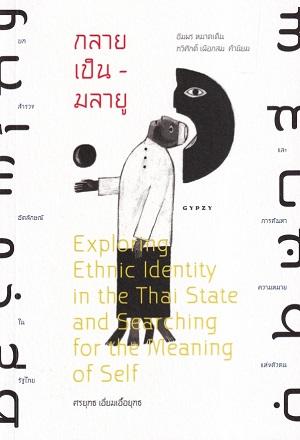 กลาย
เป็น -
มลายู
อัมพร หมาดเด็น
ทวีศักดิ์ เผือกสม คำนิยม
GYPZY
Exploring
Ethnic Identity
in the Thai State
and Searching
for the Meaning
of Self
สำรวจ
อัตลักษณ์
ใน
รัฐไทย
และ
การค้นหา
ความหมาย
แห่งตัวตน
ศรยุทธ เอี่ยมเอื้อยุทธ